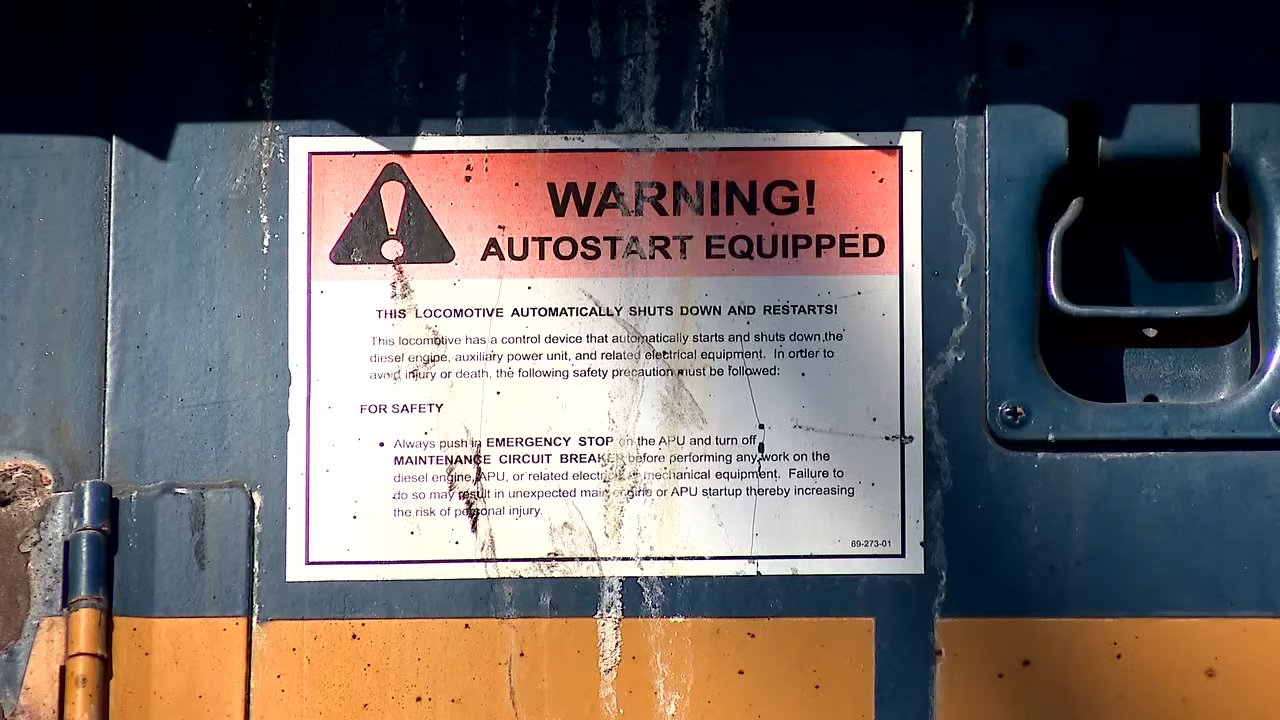 WARNING!
AUTOSTART EQUIPPED
THIS LOCOMOTIVE AUTOMATICALLY SHUTS DOWN AND RESTARTS!
This locomotive has a control device that automatically starts and shuts down the
diesel engine, auxiliary power unit, and related electrical equipment. In order to
avoid injury or death, the following safety precaution must be followed:
FOR SAFETY
• Always push in EMERGENCY STOP on the APU and turn off
MAINTENANCE CIRCUIT BREAKER before performing any work on the
diesel engine, APU, or related electrical or mechanical equipment. Failure to
do so may result in unexpected main engine or APU startup thereby increasing
the risk of personal injury.
89-273-01